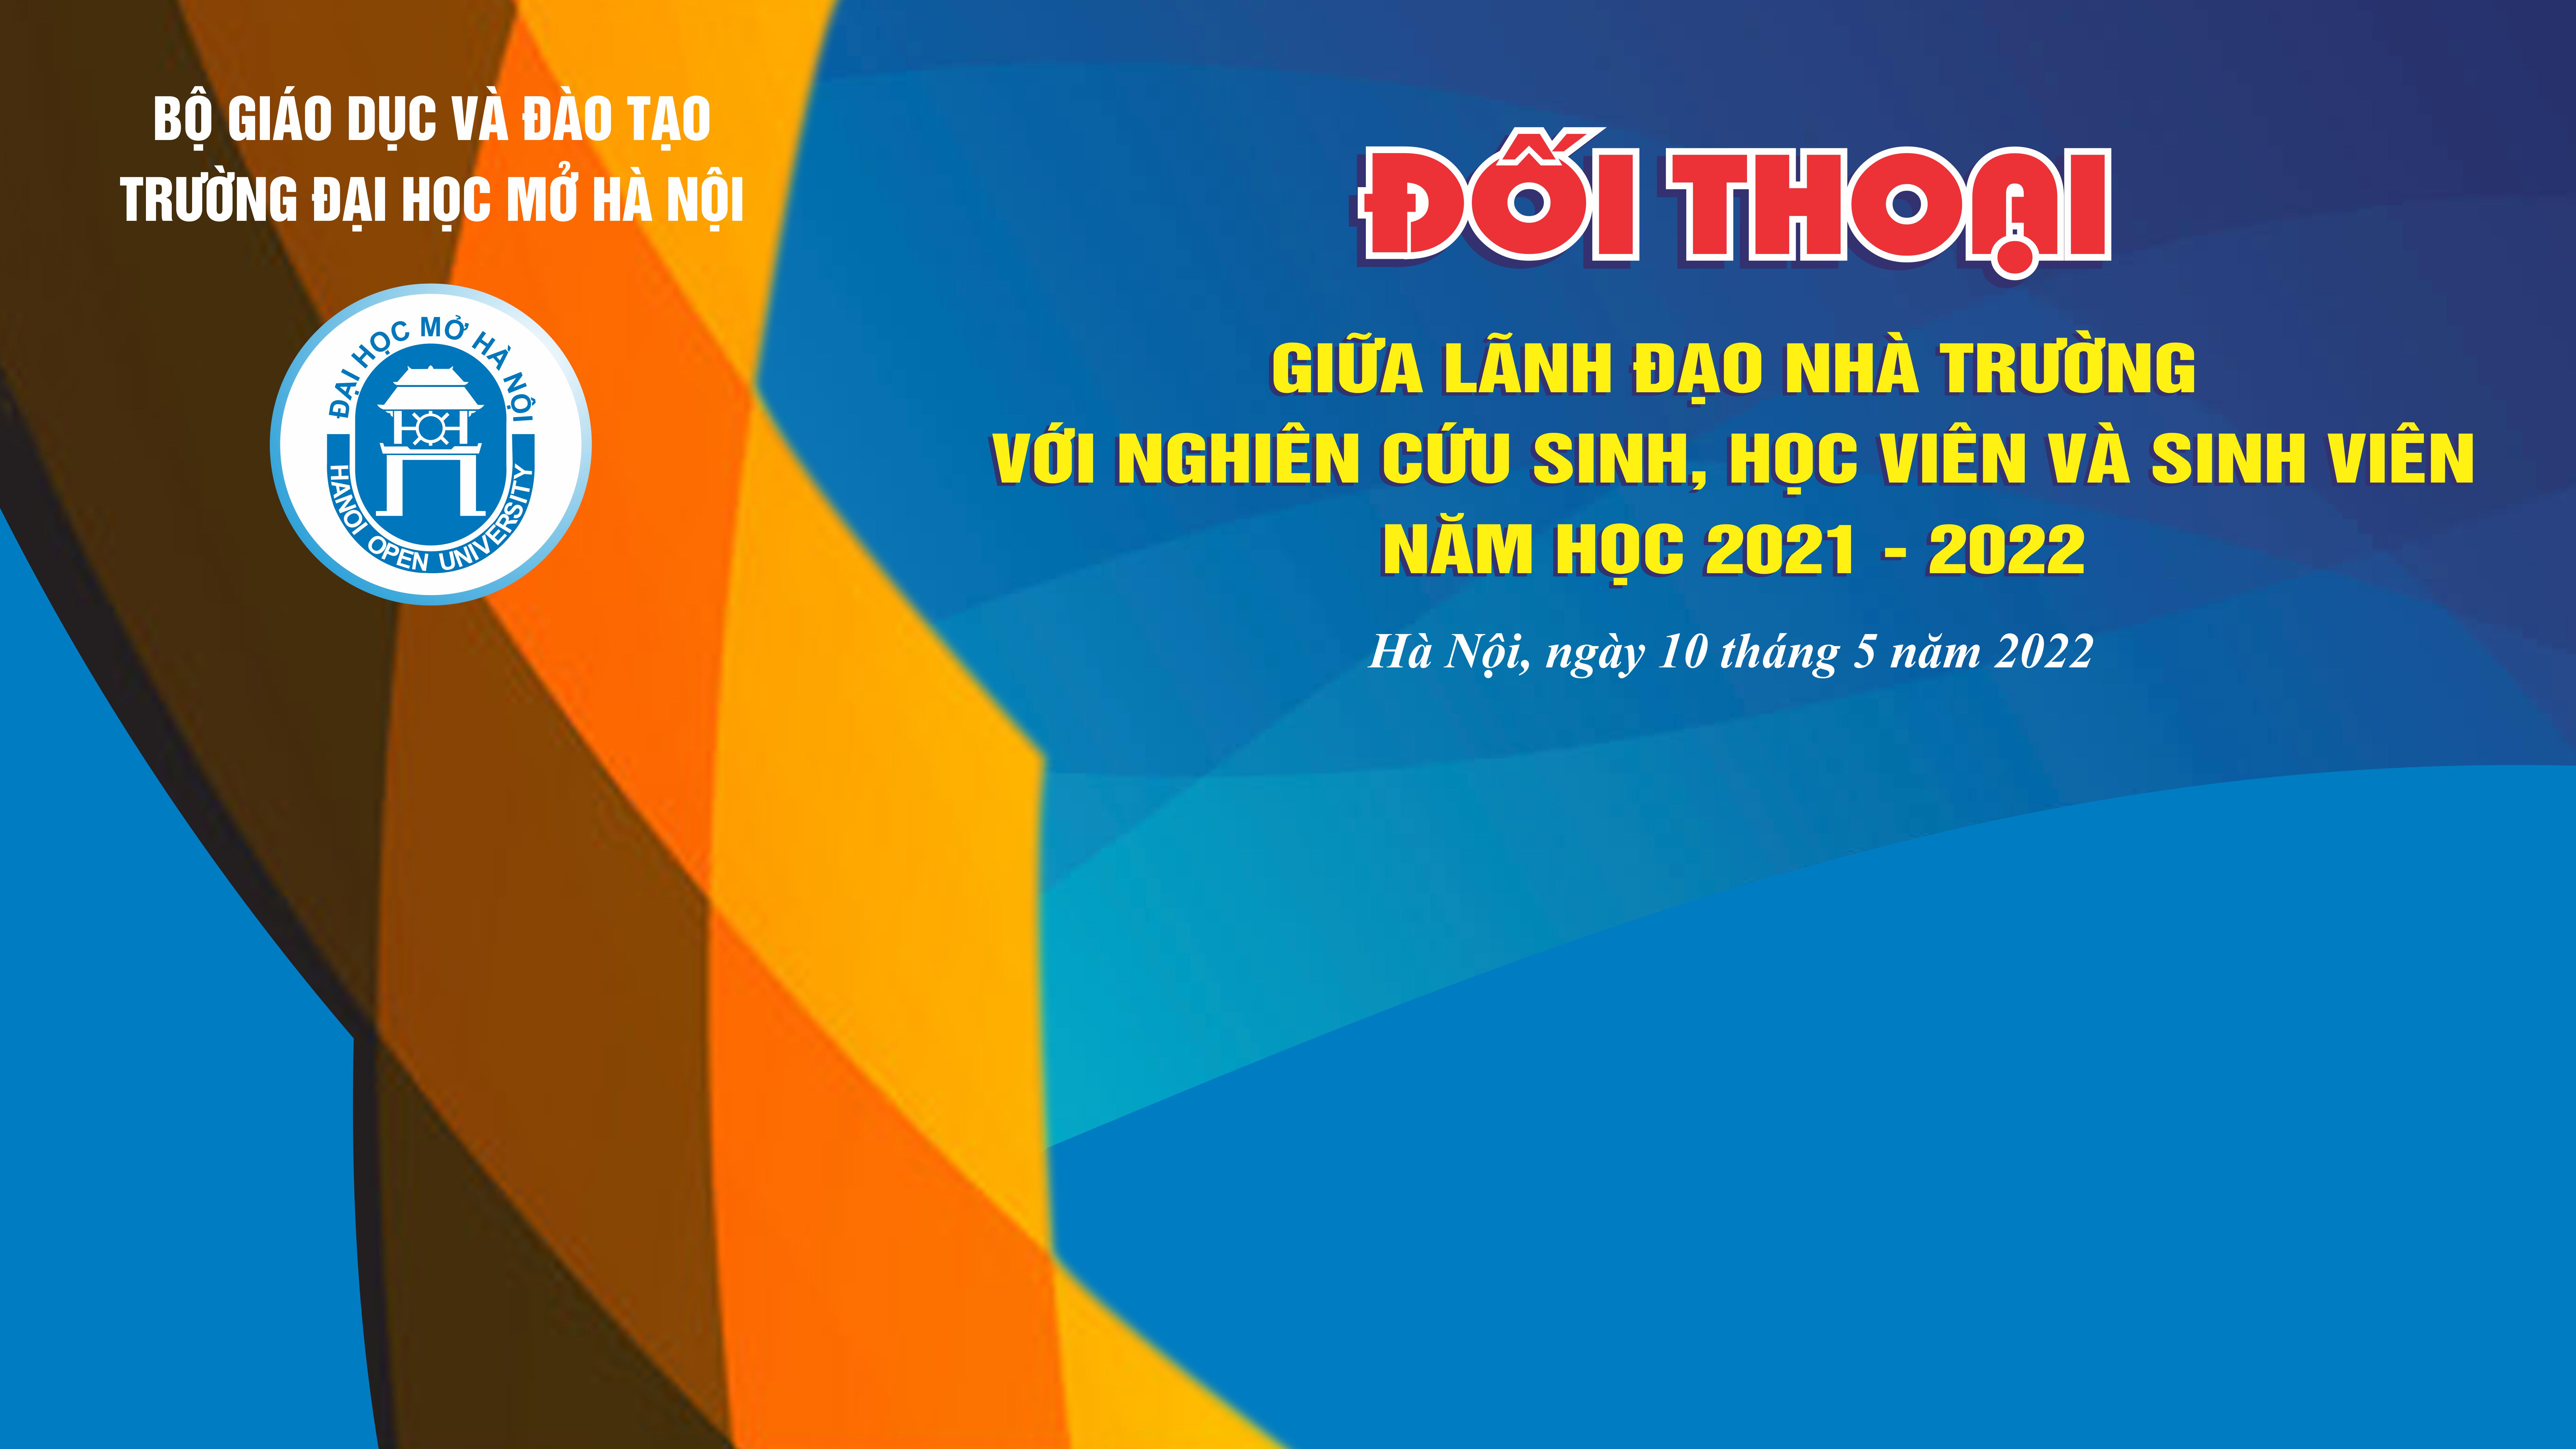 BỘ GIÁO DỤC VÀ ĐÀO TẠO
TRƯỜNG ĐẠI HỌC MỞ HÀ NỘI
ĐẠI HỌC MỞ HÀ NỘI
HANOI OPEN UNIVERSITY
ĐỐI THOẠI
GIỮA LÃNH ĐẠO NHÀ TRƯỜNG
VỚI NGHIÊN CỨU SINH, HỌC VIÊN VÀ SINH VIÊN
NĂM HỌC 2021 - 2022
Hà Nội, ngày 10 tháng 5 năm 2022